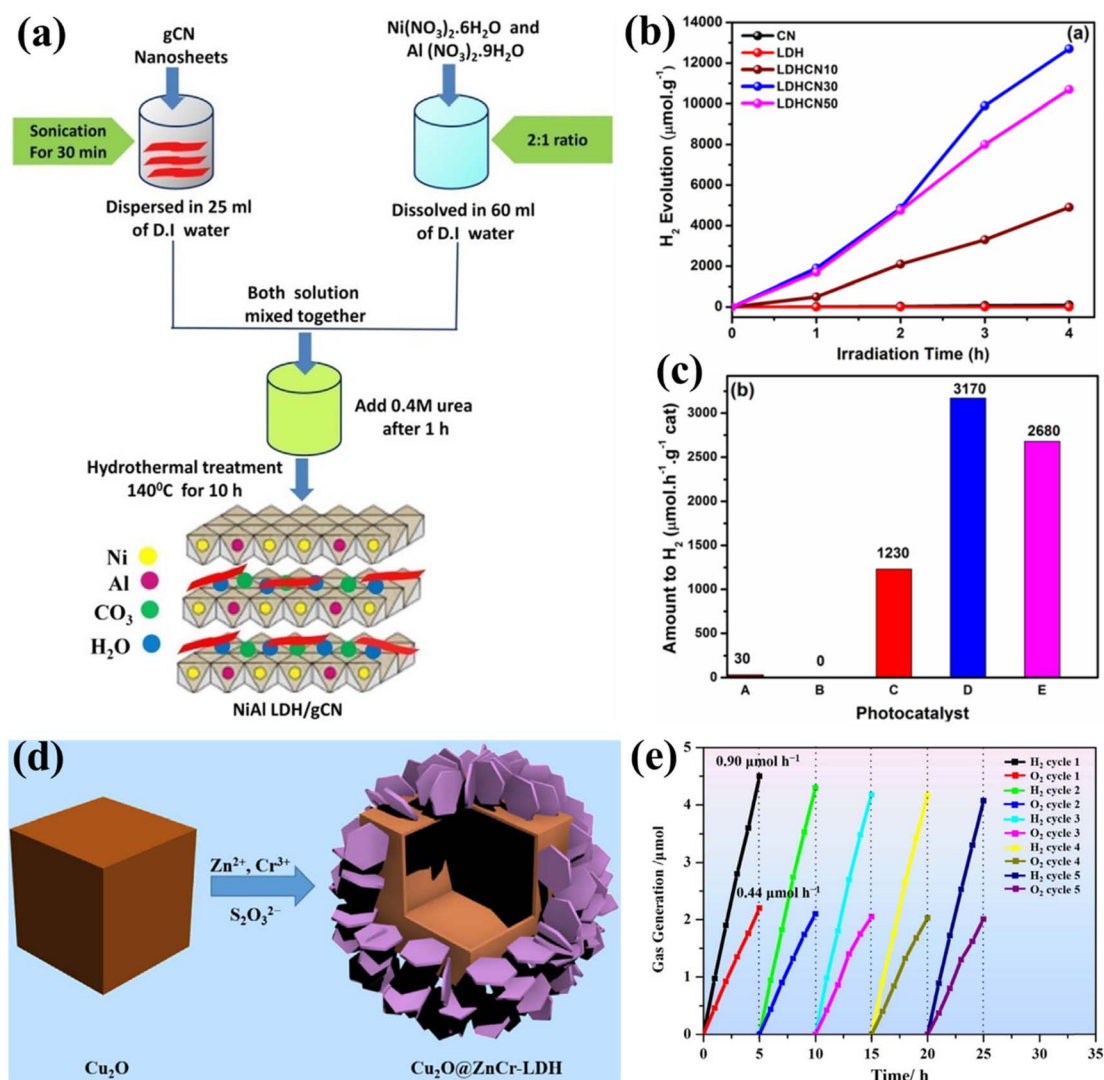 (a)
gCN
Nanosheets
Ni(NO₃)₂.6H₂O and
Al (NO₃)₂.9H₂O
Sonication
For 30 min
2:1 ratio
Dispersed in 25 ml
of D.I water
Dissolved in 60 ml
of D.I water
Both solution
mixed together
Add 0.4M urea
after 1 h
Hydrothermal treatment
140⁰C for 10 h
Ni
Al
CO₃
H₂O
NiAl LDH/gCN
(b)
(a)
CN
LDH
LDHCN10
LDHCN30
LDHCN50
H₂ Evolution (μmol.g⁻¹)
14000
12000
10000
8000
6000
4000
2000
0
0 1 2 3 4
Irradiation Time (h)
(c)
(b)
Amount to H₂ (μmol.h⁻¹.g⁻¹ cat)
3000
2500
2000
1500
1000
500
0
30
0
1230
3170
2680
A B C D E
Photocatalyst
(d)
Zn²⁺, Cr³⁺
S₂O₃²⁻
Cu₂O
Cu₂O@ZnCr-LDH
(e)
Gas Generation /μmol
5
4
3
2
1
0
0.90 μmol h⁻¹
0.44 μmol h⁻¹
H₂ cycle 1
O₂ cycle 1
H₂ cycle 2
O₂ cycle 2
H₂ cycle 3
O₂ cycle 3
H₂ cycle 4
O₂ cycle 4
H₂ cycle 5
O₂ cycle 5
0 5 10 15 20 25 30 35
Time/ h